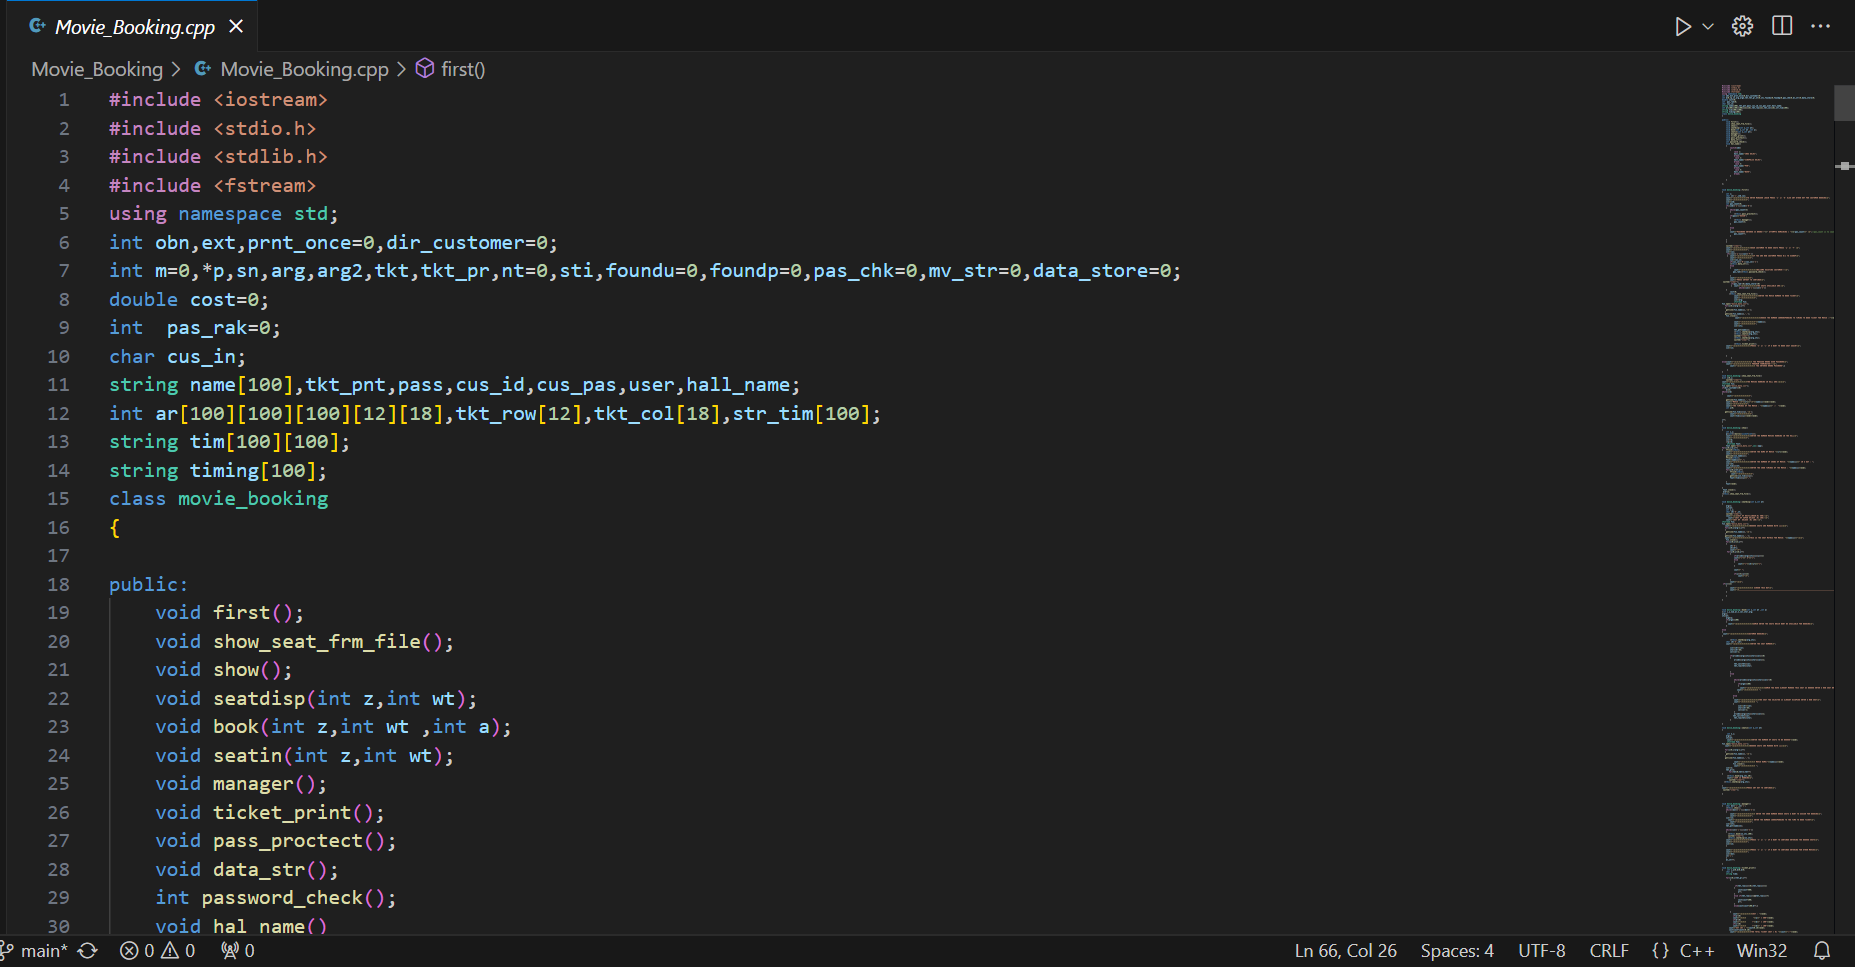 Movie_Booking.cpp
Movie_Booking > Movie_Booking.cpp > first()
1 #include <iostream>
2 #include <stdio.h>
3 #include <stdlib.h>
4 #include <fstream>
5 using namespace std;
6 int obn,ext,prnt_once=0,dir_customer=0;
7 int m=0,*p,sn,arg,arg2,tkt,tkt_pr,nt=0,sti,foundu=0,foundp=0,pas_chk=0,mv_str=0,data_store=0;
8 double cost=0;
9 int  pas_rak=0;
10 char cus_in;
11 string name[100],tkt_pnt,pass,cus_id,cus_pas,user,hall_name;
12 int ar[100][100][100][12][18],tkt_row[12],tkt_col[18],str_tim[100];
13 string tim[100][100];
14 string timing[100];
15 class movie_booking
16 {
17
18 public:
19     void first();
20     void show_seat_frm_file();
21     void show();
22     void seatdisp(int z,int wt);
23     void book(int z,int wt ,int a);
24     void seatin(int z,int wt);
25     void manager();
26     void ticket_print();
27     void pass_proctect();
28     void data_str();
29     int password_check();
30     void hal_name()
main* 0 0 0 Ln 66, Col 26 Spaces: 4 UTF-8 CRLF {} C++ Win32